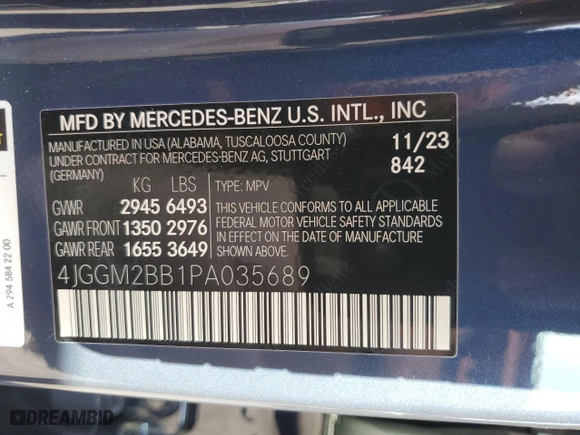 MFD BY MERCEDES-BENZ U.S. INTL., INC
MANUFACTURED IN USA (ALABAMA, TUSCALOOSA COUNTY) 11/23
UNDER CONTRACT FOR MERCEDES-BENZ AG, STUTTGART 842
(GERMANY)
KG LBS TYPE: MPV
GVWR 2945 6493 THIS VEHICLE CONFORMS TO ALL APPLICABLE
GAWR FRONT 1350 2976 FEDERAL MOTOR VEHICLE SAFETY STANDARDS
GAWR REAR 1655 3649 IN EFFECT ON THE DATE OF MANUFACTURE SHOWN ABOVE.
4JGGM2BB1PA035689
A 294 584 22 00
DREAMBID